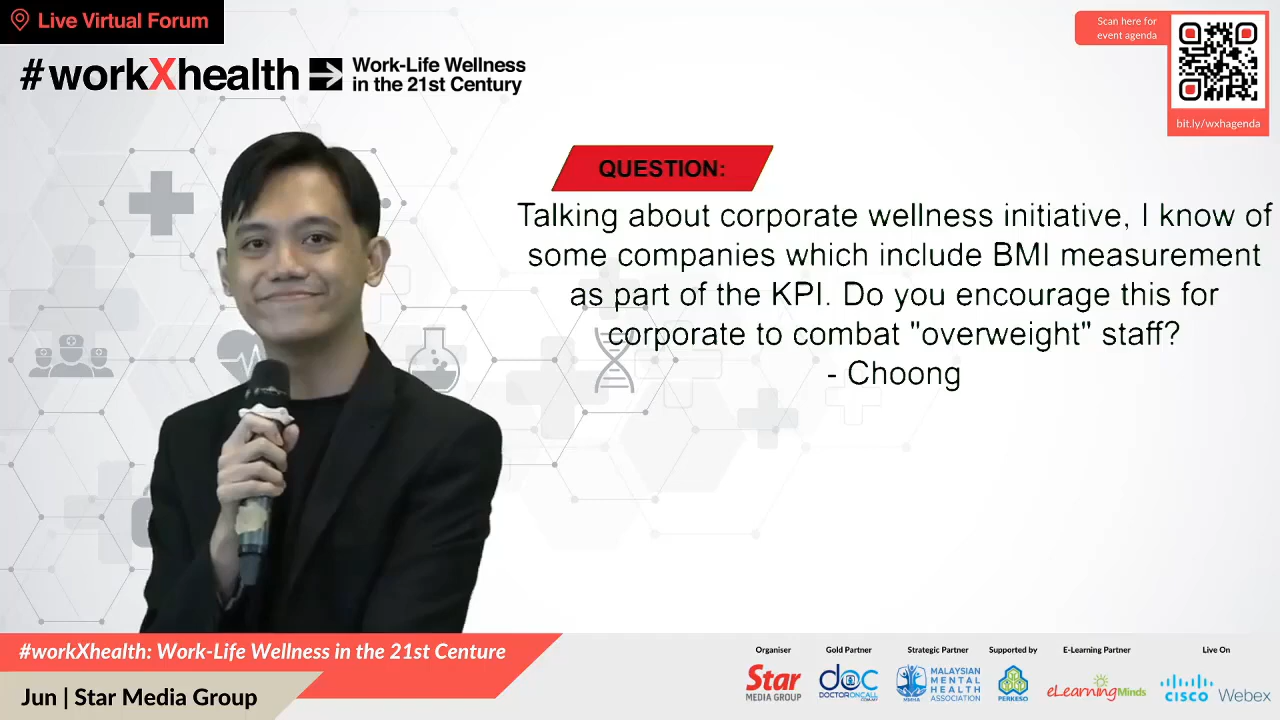 Live Virtual Forum
#workXhealth
Work-Life Wellness
in the 21st Century
Scan here for
event agenda
bit.ly/wxhagenda
QUESTION:
Talking about corporate wellness initiative, I know of
some companies which include BMI measurement
as part of the KPI. Do you encourage this for
corporate to combat "overweight" staff?
- Choong
#workXhealth: Work-Life Wellness in the 21st Centure
Jun | Star Media Group
Organiser
Star
MEDIA GROUP
Gold Partner
doc
DOCTORONCALL
Strategic Partner
MMHA
MALAYSIAN
MENTAL
HEALTH
ASSOCIATION
Supported by
PERKESO
E-Learning Partner
eLearningMinds
Live On
CISCO
Webex